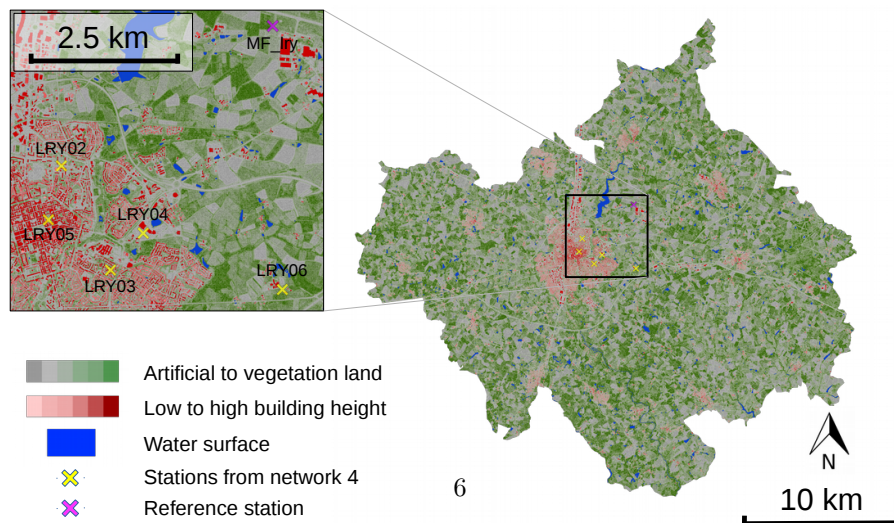 2.5 km
MF_lry
LRY02
LRY04
LRY05
LRY03
LRY06
Artificial to vegetation land
Low to high building height
Water surface
Stations from network 4
Reference station
6
N
10 km